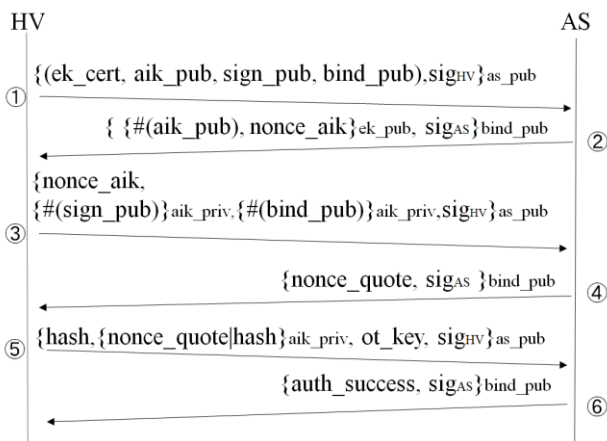 HV AS
{(ek_cert, aik_pub, sign_pub, bind_pub),sigHV}as_pub
①
{ {#(aik_pub), nonce_aik}ek_pub, sigAS}bind_pub
②
{nonce_aik,
{#(sign_pub)}aik_priv,{#(bind_pub)}aik_priv,sigHV}as_pub
③
{nonce_quote, sigAS }bind_pub
④
{hash,{nonce_quote|hash}aik_priv, ot_key, sigHV}as_pub
⑤
{auth_success, sigAS}bind_pub
⑥